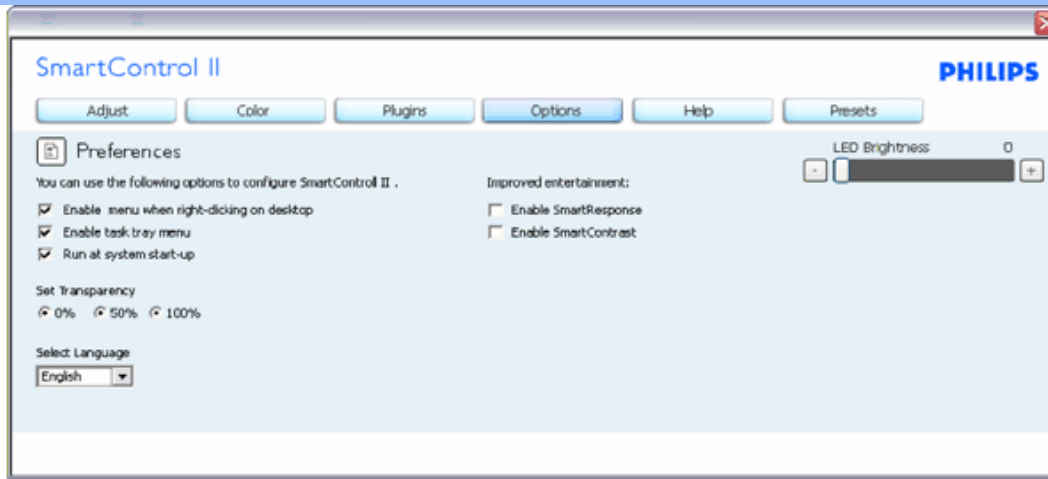 SmartControl II
PHILIPS
Adjust Color Plugins Options Help Presets
Preferences
LED Brightness 0
- +
You can use the following options to configure SmartControl II .
Improved entertainment:
Enable menu when right-clicking on desktop
Enable SmartResponse
Enable task tray menu
Enable SmartContrast
Run at system start-up
Set Transparency
0% 50% 100%
Select Language
English